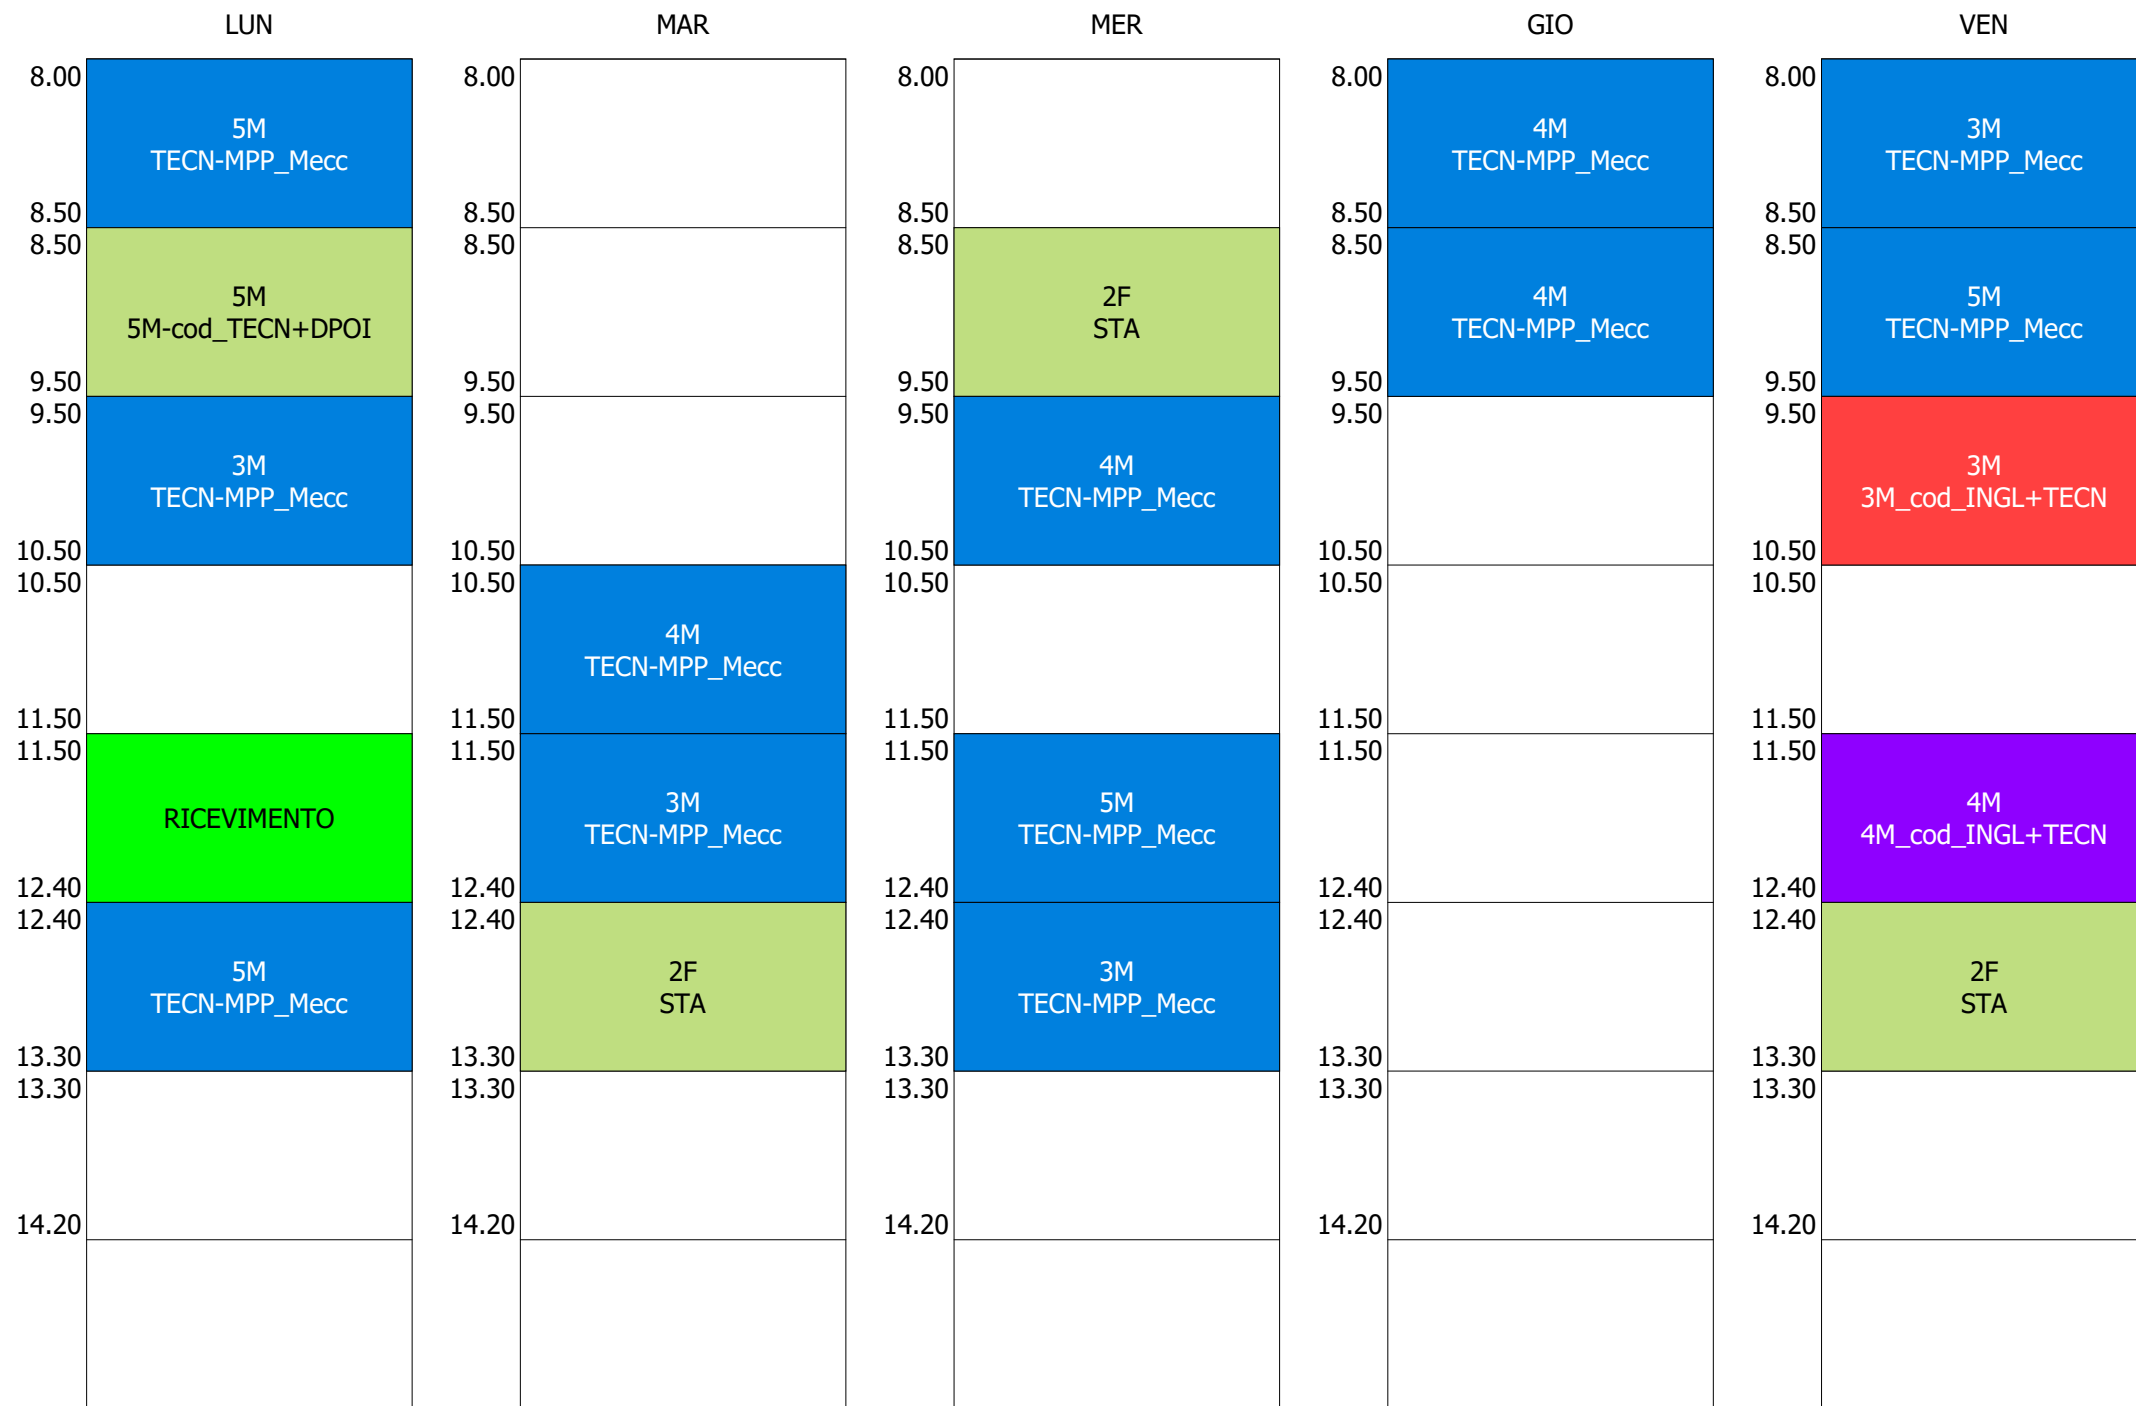 LUN MAR MER GIO VEN
8.00 8.00 8.00 8.00 8.00
5M 4M 3M
TECN-MPP_Mecc TECN-MPP_Mecc TECN-MPP_Mecc
8.50 8.50 8.50 8.50 8.50
8.50 8.50 8.50 8.50 8.50
5M 2F 4M 5M
5M-cod_TECN+DPOI STA TECN-MPP_Mecc TECN-MPP_Mecc
9.50 9.50 9.50 9.50 9.50
9.50 9.50 9.50 9.50 9.50
3M 4M 3M
TECN-MPP_Mecc TECN-MPP_Mecc 3M_cod_INGL+TECN
10.50 10.50 10.50 10.50 10.50
10.50 10.50 10.50 10.50 10.50
4M
TECN-MPP_Mecc
11.50 11.50 11.50 11.50 11.50
11.50 11.50 11.50 11.50 11.50
3M 5M 4M
RICEVIMENTO TECN-MPP_Mecc TECN-MPP_Mecc 4M_cod_INGL+TECN
12.40 12.40 12.40 12.40 12.40
12.40 12.40 12.40 12.40 12.40
5M 2F 3M 2F
TECN-MPP_Mecc STA TECN-MPP_Mecc STA
13.30 13.30 13.30 13.30 13.30
13.30 13.30 13.30 13.30 13.30
14.20 14.20 14.20 14.20 14.20